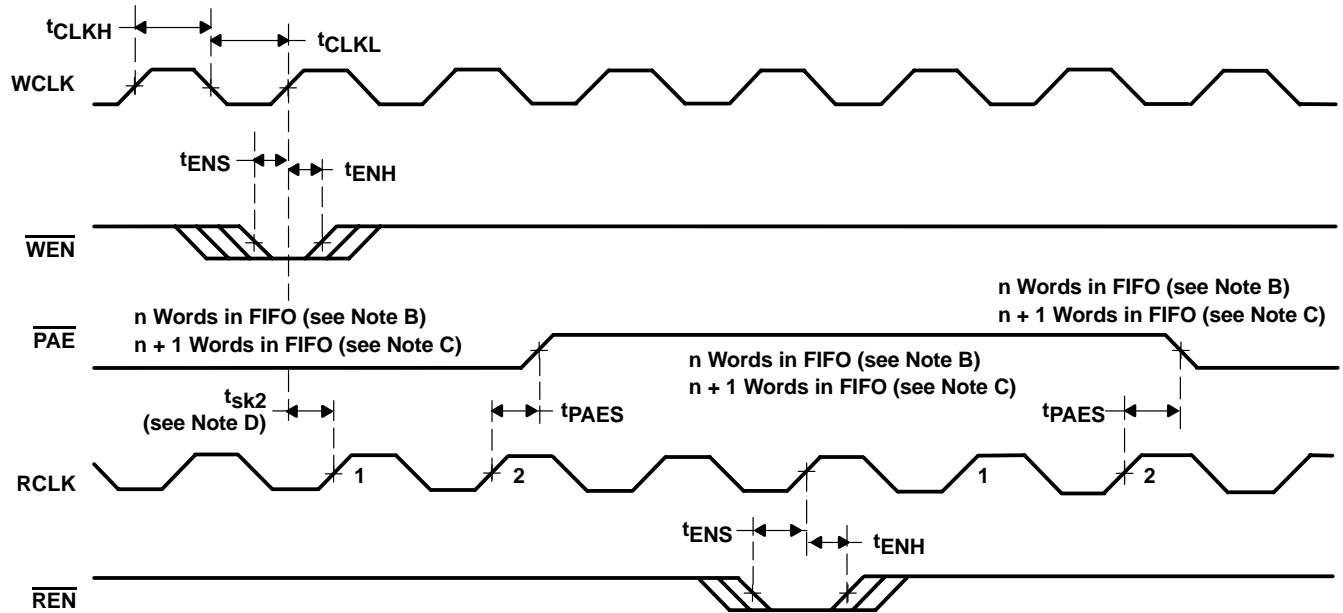 tCLKH
tCLKL
WCLK
tENS
tENH
WEN
n Words in FIFO (see Note B)
n + 1 Words in FIFO (see Note C)
n Words in FIFO (see Note B)
n + 1 Words in FIFO (see Note C)
PAE
n Words in FIFO (see Note B)
n + 1 Words in FIFO (see Note C)
tsk2
(see Note D)
tPAES
tPAES
RCLK
1
2
1
2
tENS
tENH
REN